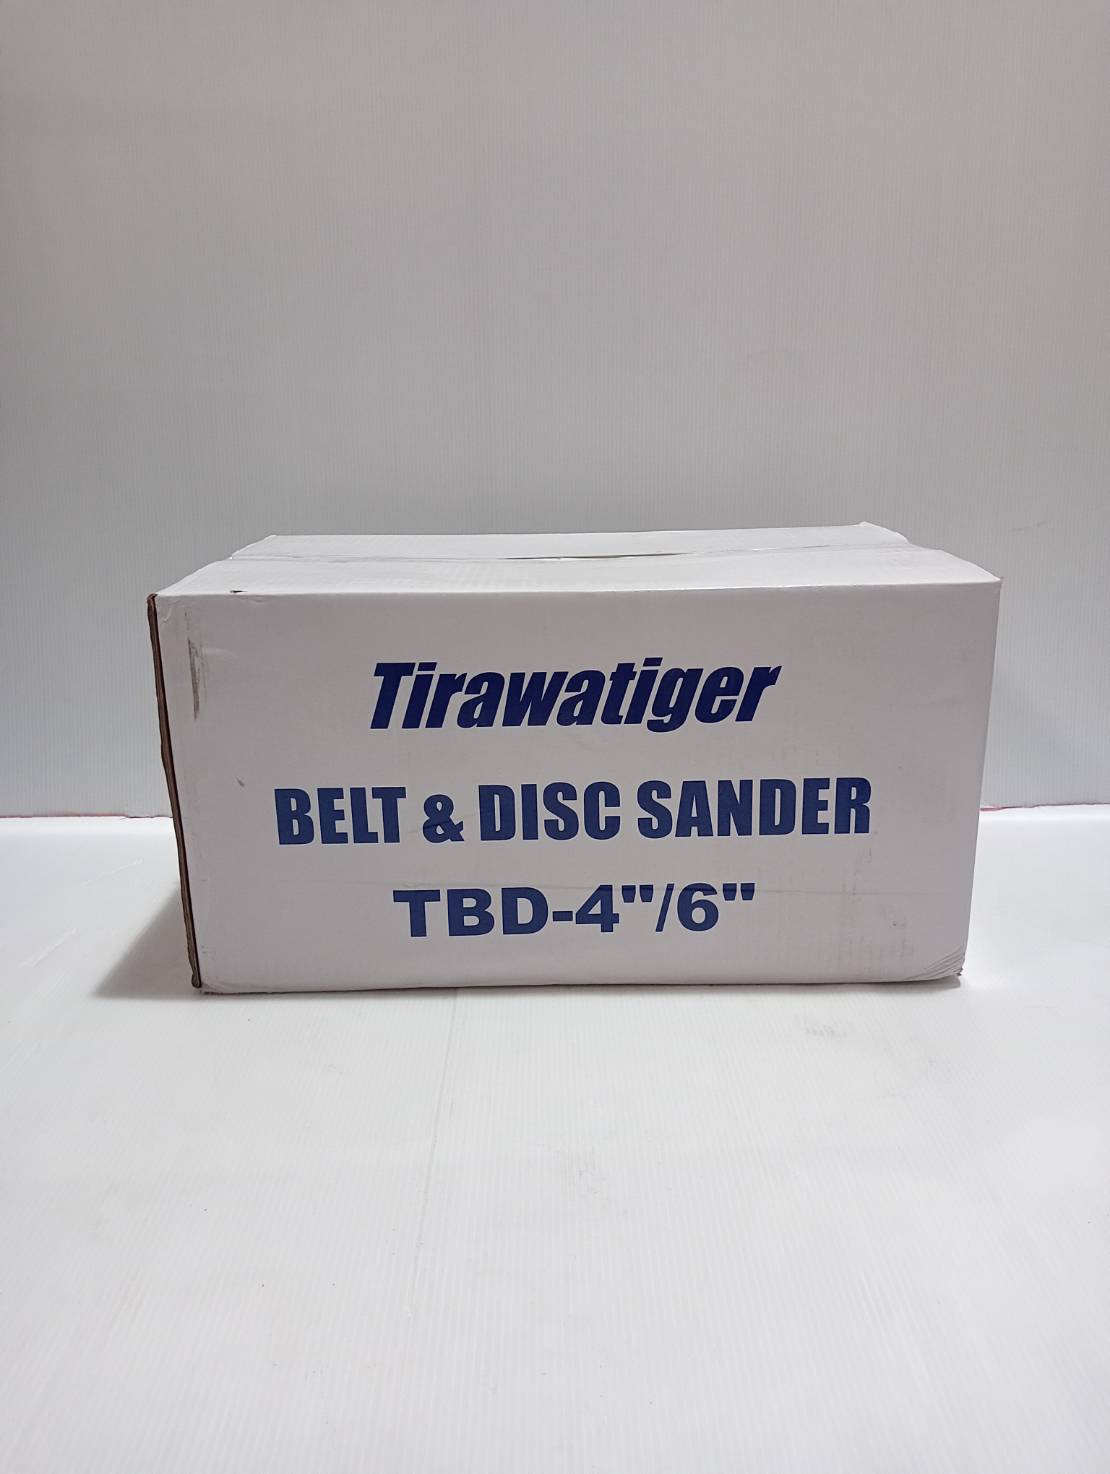 Tirawatiger
BELT & DISC SANDER
TBD-4"/6"